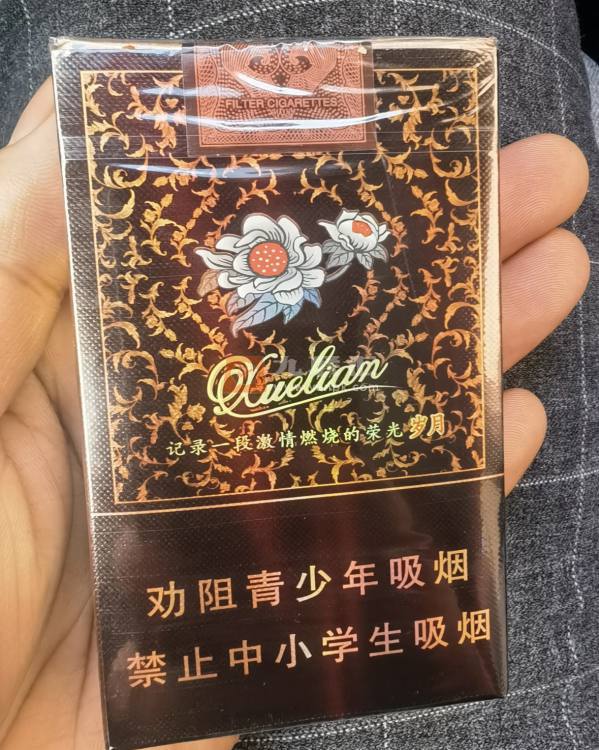 FILTER CIGARETTES
Xuelian
记录一段激情燃烧的荣光岁月
劝阻青少年吸烟
禁止中小学生吸烟